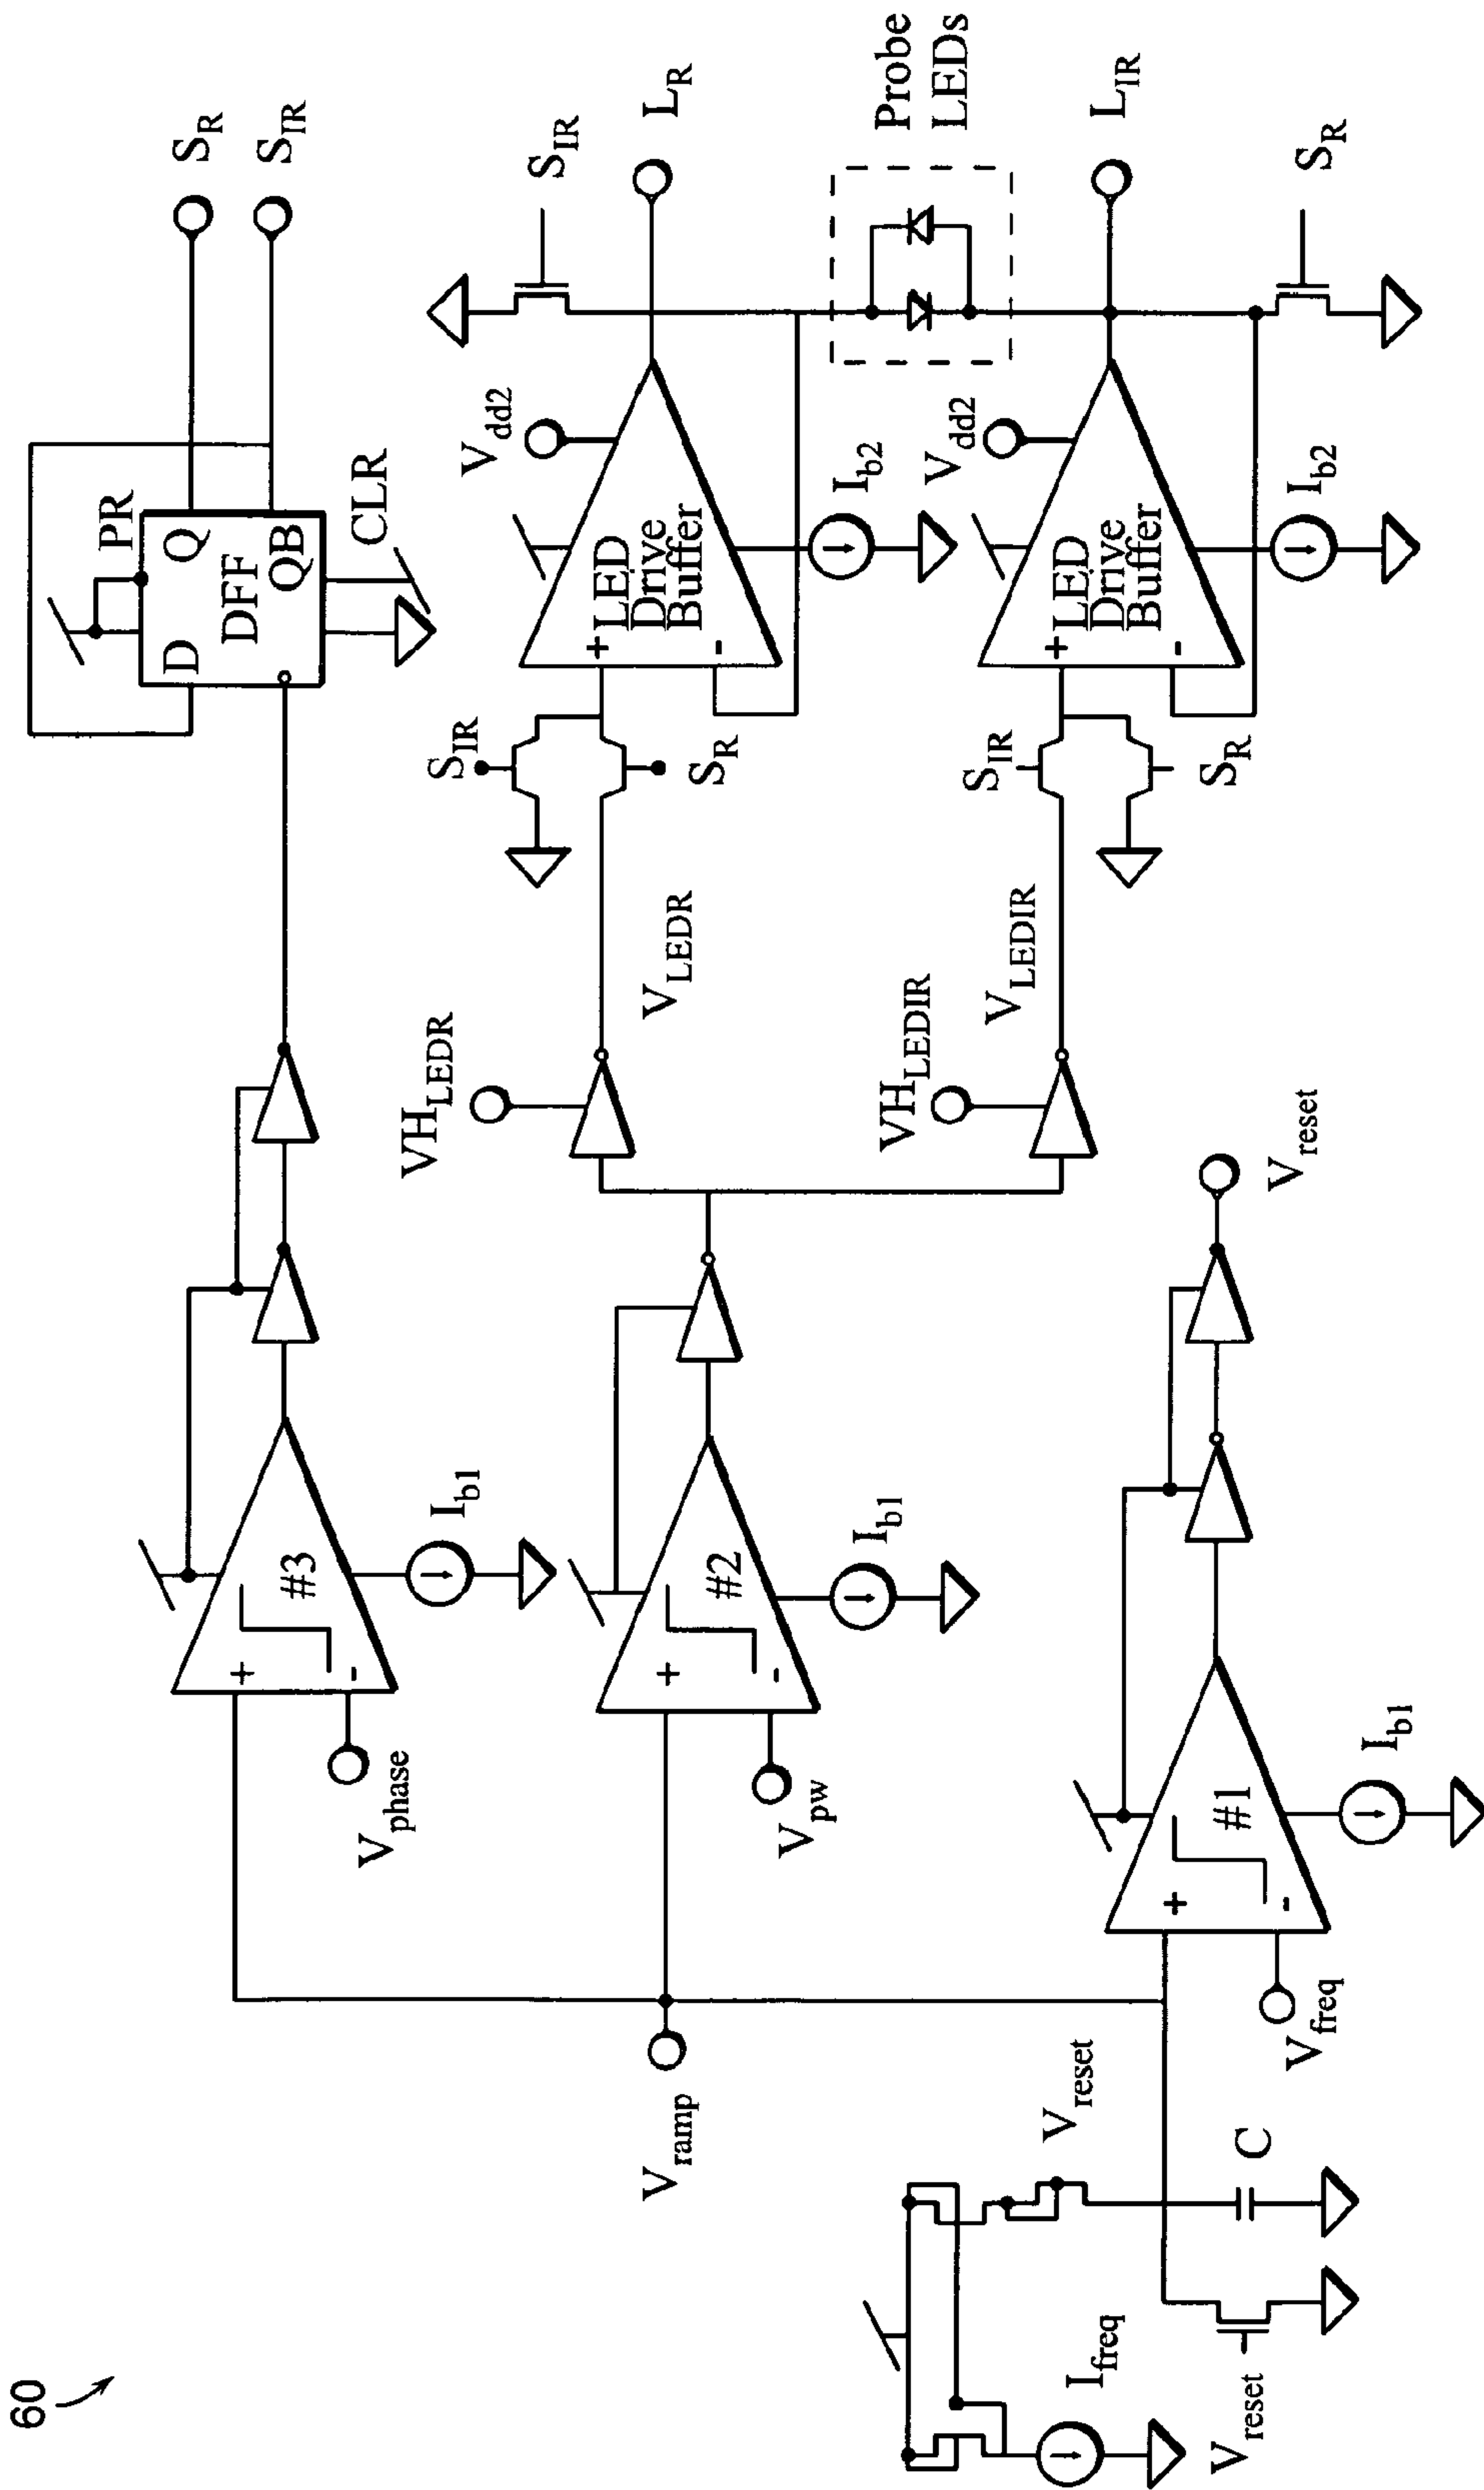 60
S_R
S_IR
PR
D
Q
DFF
QB
CLR
S_IR
L_R
V_dd2
LED
Drive
Buffer
+
-
I_b2
Probe
LEDs
S_IR
S_R
V_LEDR
VH_LEDR
L_IR
V_dd2
LED
Drive
Buffer
+
-
I_b2
S_R
S_IR
S_R
V_LEDIR
VH_LEDIR
#3
+
-
I_b1
V_phase
#2
+
-
I_b1
V_pw
V_reset
#1
+
-
I_b1
V_freq
V_ramp
V_reset
C
I_freq
V_reset